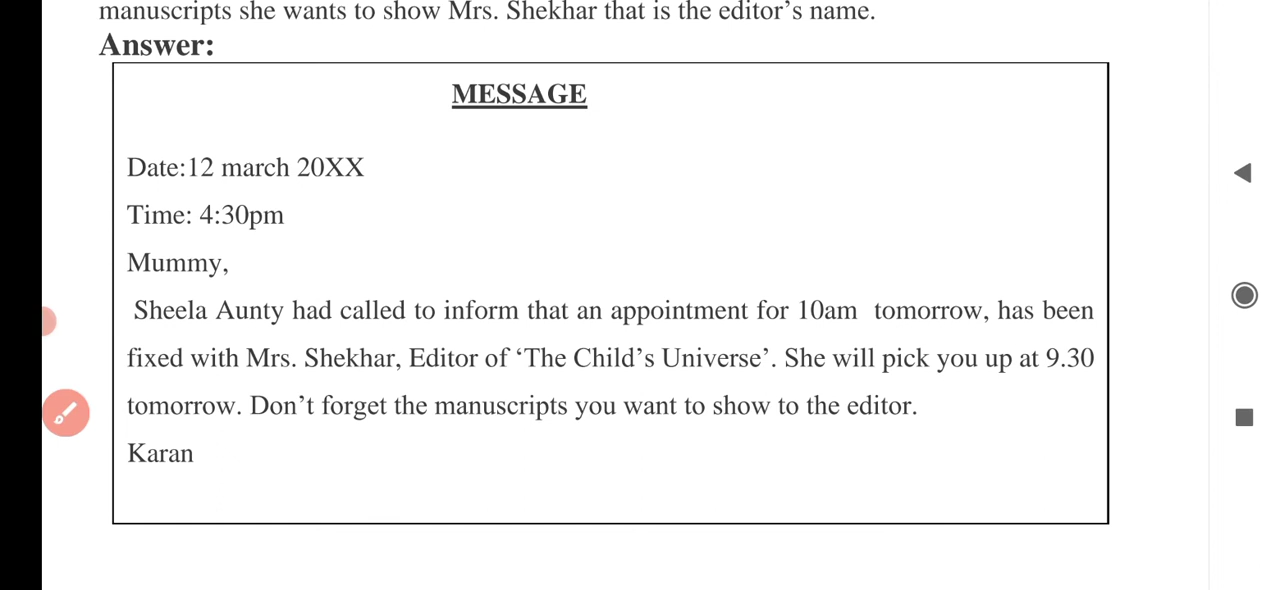 manuscripts she wants to show Mrs. Shekhar that is the editor’s name.
Answer:
MESSAGE
Date:12 march 20XX
Time: 4:30pm
Mummy,
Sheela Aunty had called to inform that an appointment for 10am tomorrow, has been
fixed with Mrs. Shekhar, Editor of ‘The Child’s Universe’. She will pick you up at 9.30
tomorrow. Don’t forget the manuscripts you want to show to the editor.
Karan